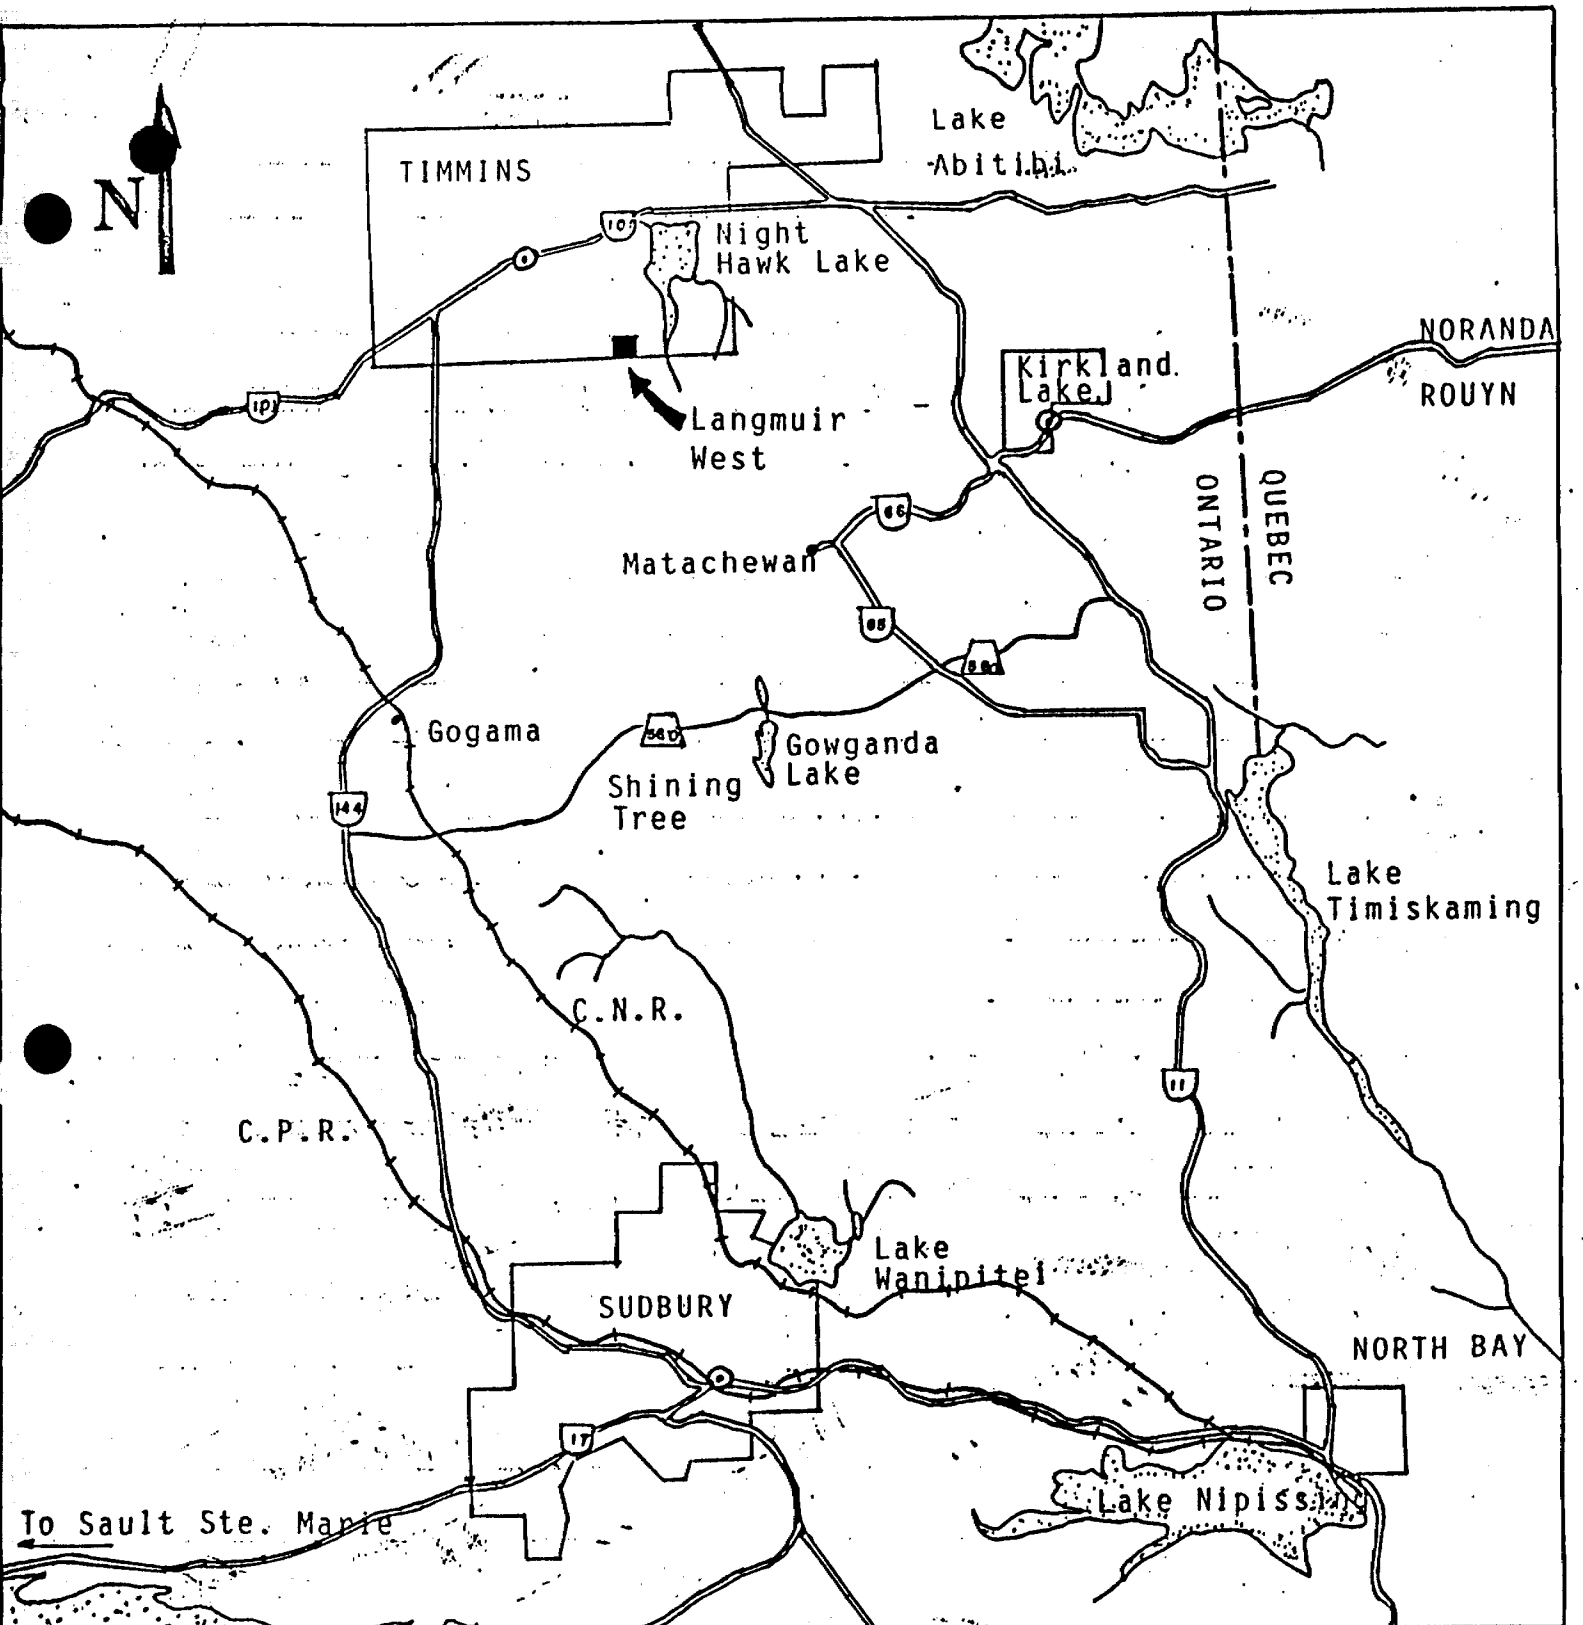 N
TIMMINS
Lake
Abitibi
101
Night
Hawk Lake
NORANDA
ROUYN
Kirkland
Lake
101
Langmuir
West
QUEBEC
ONTARIO
66
Matachewan
65
560
Gogama
560
Gowganda
Lake
Shining
Tree
144
Lake
Timiskaming
C.N.R.
11
C.P.R.
Lake
Wanipitei
SUDBURY
NORTH BAY
17
Lake Nipissing
To Sault Ste. Marie